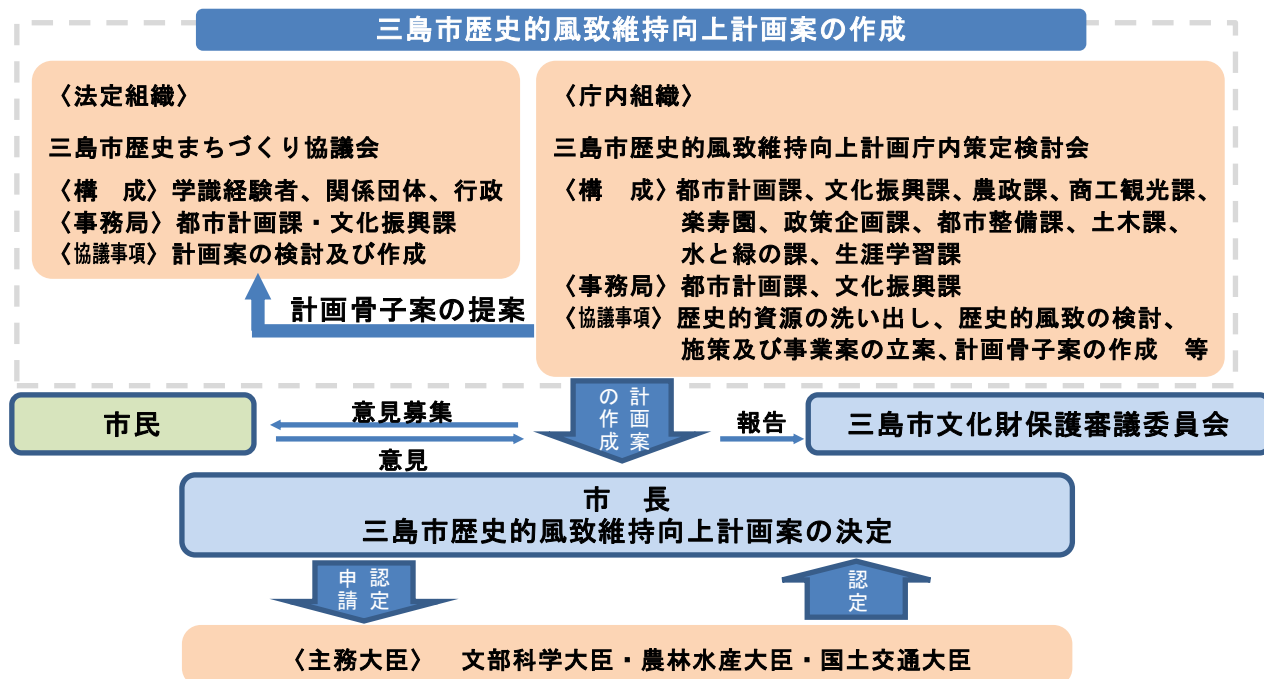 三島市歴史的風致維持向上計画案の作成
〈法定組織〉
三島市歴史まちづくり協議会
〈構　成〉学識経験者、関係団体、行政
〈事務局〉都市計画課・文化振興課
〈協議事項〉計画案の検討及び作成
〈庁内組織〉
三島市歴史的風致維持向上計画庁内策定検討会
〈構　成〉都市計画課、文化振興課、農政課、商工観光課、
楽寿園、政策企画課、都市整備課、土木課、
水と緑の課、生涯学習課
〈事務局〉都市計画課、文化振興課
〈協議事項〉歴史的資源の洗い出し、歴史的風致の検討、
施策及び事業案の立案、計画骨子案の作成　等
計画骨子案の提案
計画案
の作成
市民
意見募集
意見
報告
三島市文化財保護審議委員会
市　長
三島市歴史的風致維持向上計画案の決定
認定
申請
認定
〈主務大臣〉　文部科学大臣・農林水産大臣・国土交通大臣